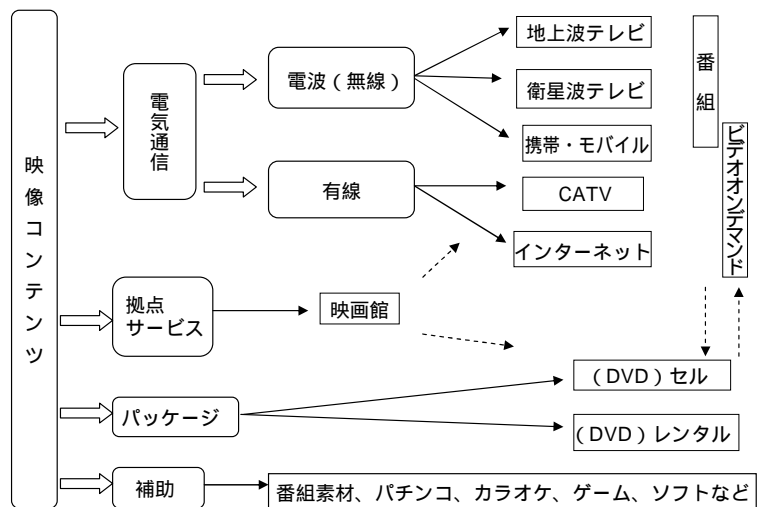 映像コンテンツ
電気通信
電波（無線）
地上波テレビ
衛星波テレビ
携帯・モバイル
番組
ビデオオンデマンド
有線
CATV
インターネット
拠点
サービス
映画館
パッケージ
（DVD）セル
（DVD）レンタル
補助
番組素材、パチンコ、カラオケ、ゲーム、ソフトなど